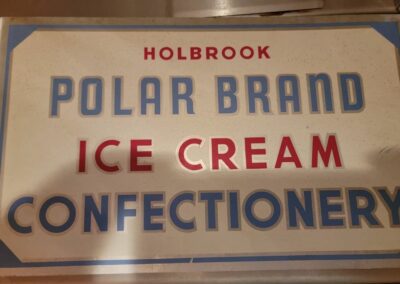 HOLBROOK
POLAR BRAND
ICE CREAM
CONFECTIONERY